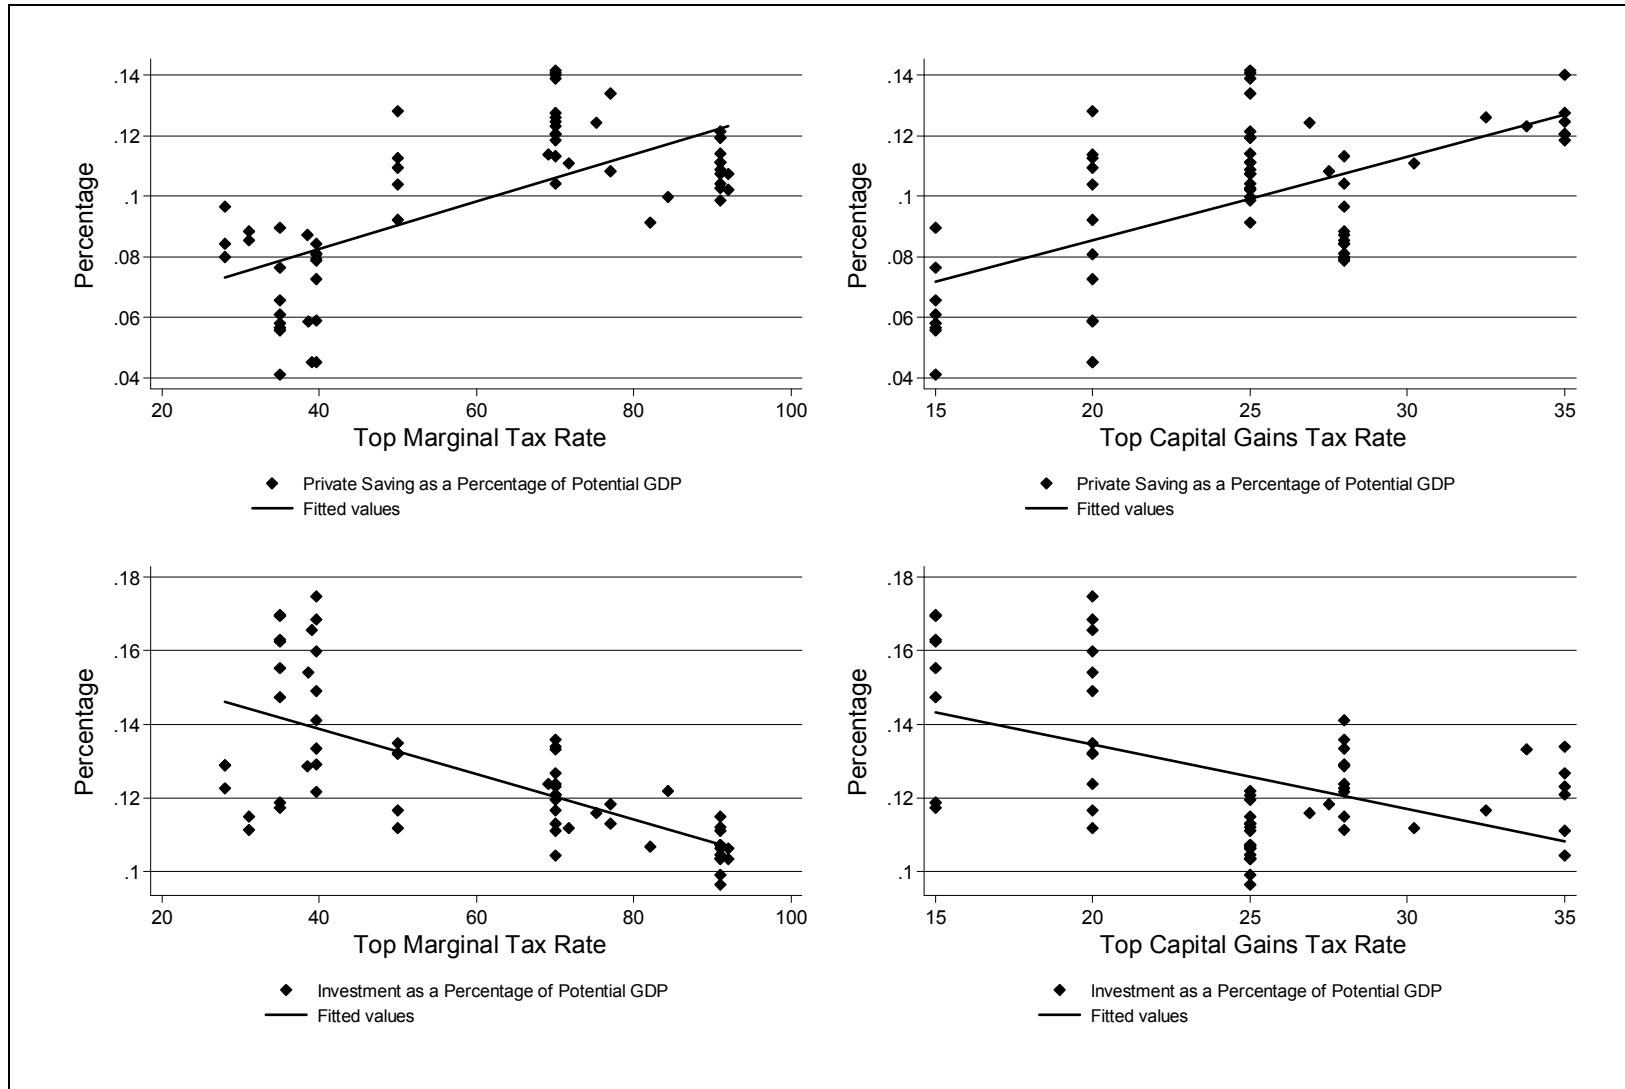 Percentage
.14
.12
.1
.08
.06
.04
20 40 60 80 100
Top Marginal Tax Rate
Private Saving as a Percentage of Potential GDP
Fitted values
Percentage
.14
.12
.1
.08
.06
.04
15 20 25 30 35
Top Capital Gains Tax Rate
Private Saving as a Percentage of Potential GDP
Fitted values
Percentage
.18
.16
.14
.12
.1
20 40 60 80 100
Top Marginal Tax Rate
Investment as a Percentage of Potential GDP
Fitted values
Percentage
.18
.16
.14
.12
.1
15 20 25 30 35
Top Capital Gains Tax Rate
Investment as a Percentage of Potential GDP
Fitted values